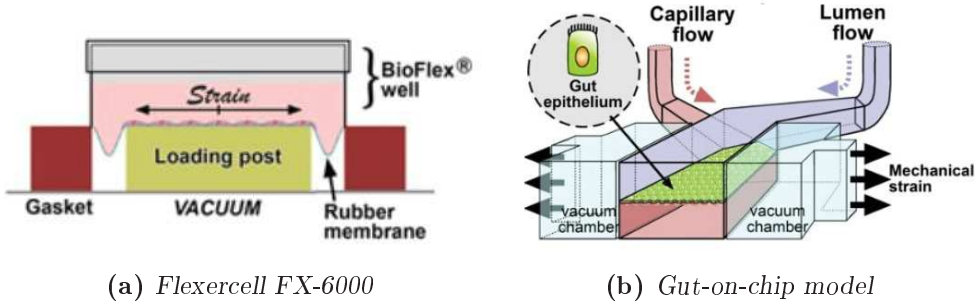 BioFlex®
well
Strain
Loading post
Gasket
VACUUM
Rubber
membrane
(a) Flexercell FX-6000
Capillary
flow
Lumen
flow
Gut
epithelium
Mechanical
strain
vacuum
chamber
vacuum
chamber
(b) Gut-on-chip model